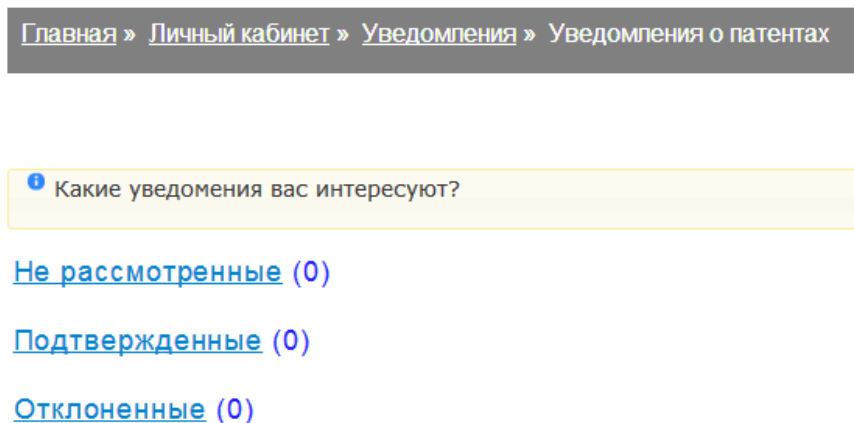 Главная » Личный кабинет » Уведомления » Уведомления о патентах
Какие уведомения вас интересуют?
Не рассмотренные (0)
Подтвержденные (0)
Отклоненные (0)